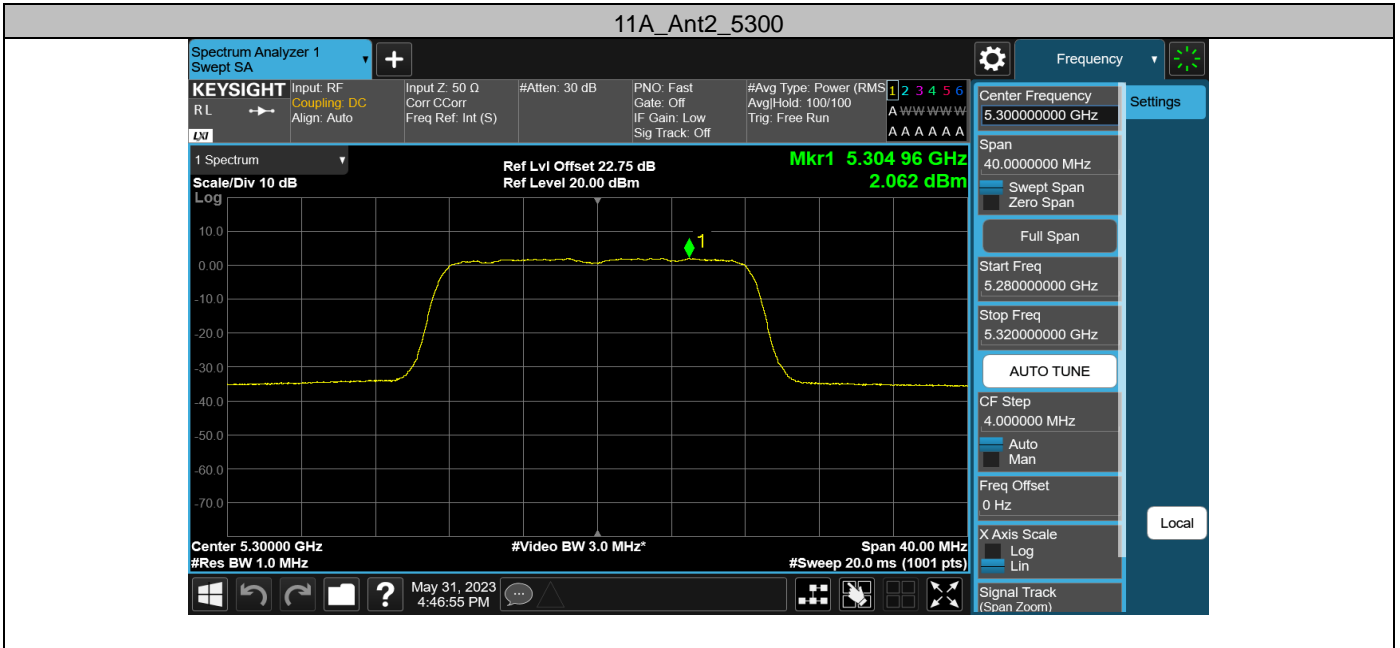 11A_Ant2_5300
Spectrum Analyzer 1
Swept SA
+
Frequency
KEYSIGHT
R L
LXI
Input: RF
Coupling: DC
Align: Auto
Input Z: 50 Ω
Corr CCorr
Freq Ref: Int (S)
#Atten: 30 dB
PNO: Fast
Gate: Off
IF Gain: Low
Sig Track: Off
#Avg Type: Power (RMS
Avg|Hold: 100/100
Trig: Free Run
1 2 3 4 5 6
A W W W W W
A A A A A A
1 Spectrum
Scale/Div 10 dB
Log
Ref Lvl Offset 22.75 dB
Ref Level 20.00 dBm
Mkr1 5.304 96 GHz
2.062 dBm
1
10.0
0.00
-10.0
-20.0
-30.0
-40.0
-50.0
-60.0
-70.0
Center 5.30000 GHz
#Res BW 1.0 MHz
#Video BW 3.0 MHz*
Span 40.00 MHz
#Sweep 20.0 ms (1001 pts)
?
May 31, 2023
4:46:55 PM
Center Frequency
5.300000000 GHz
Settings
Span
40.0000000 MHz
Swept Span
Zero Span
Full Span
Start Freq
5.280000000 GHz
Stop Freq
5.320000000 GHz
AUTO TUNE
CF Step
4.000000 MHz
Auto
Man
Freq Offset
0 Hz
Local
X Axis Scale
Log
Lin
Signal Track
(Span Zoom)